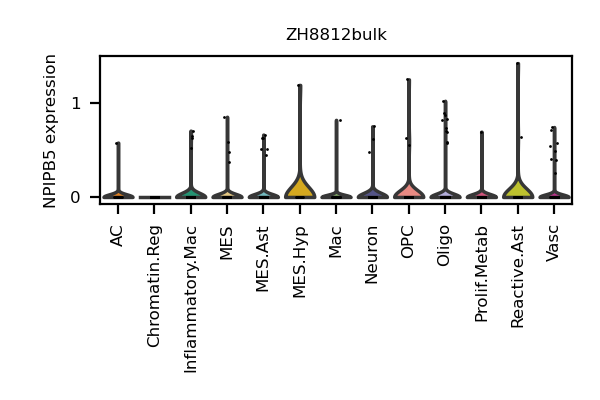 ZH8812bulk
NPIPB5 expression
1
0
AC
Chromatin.Reg
Inflammatory.Mac
MES
MES.Ast
MES.Hyp
Mac
Neuron
OPC
Oligo
Prolif.Metab
Reactive.Ast
Vasc